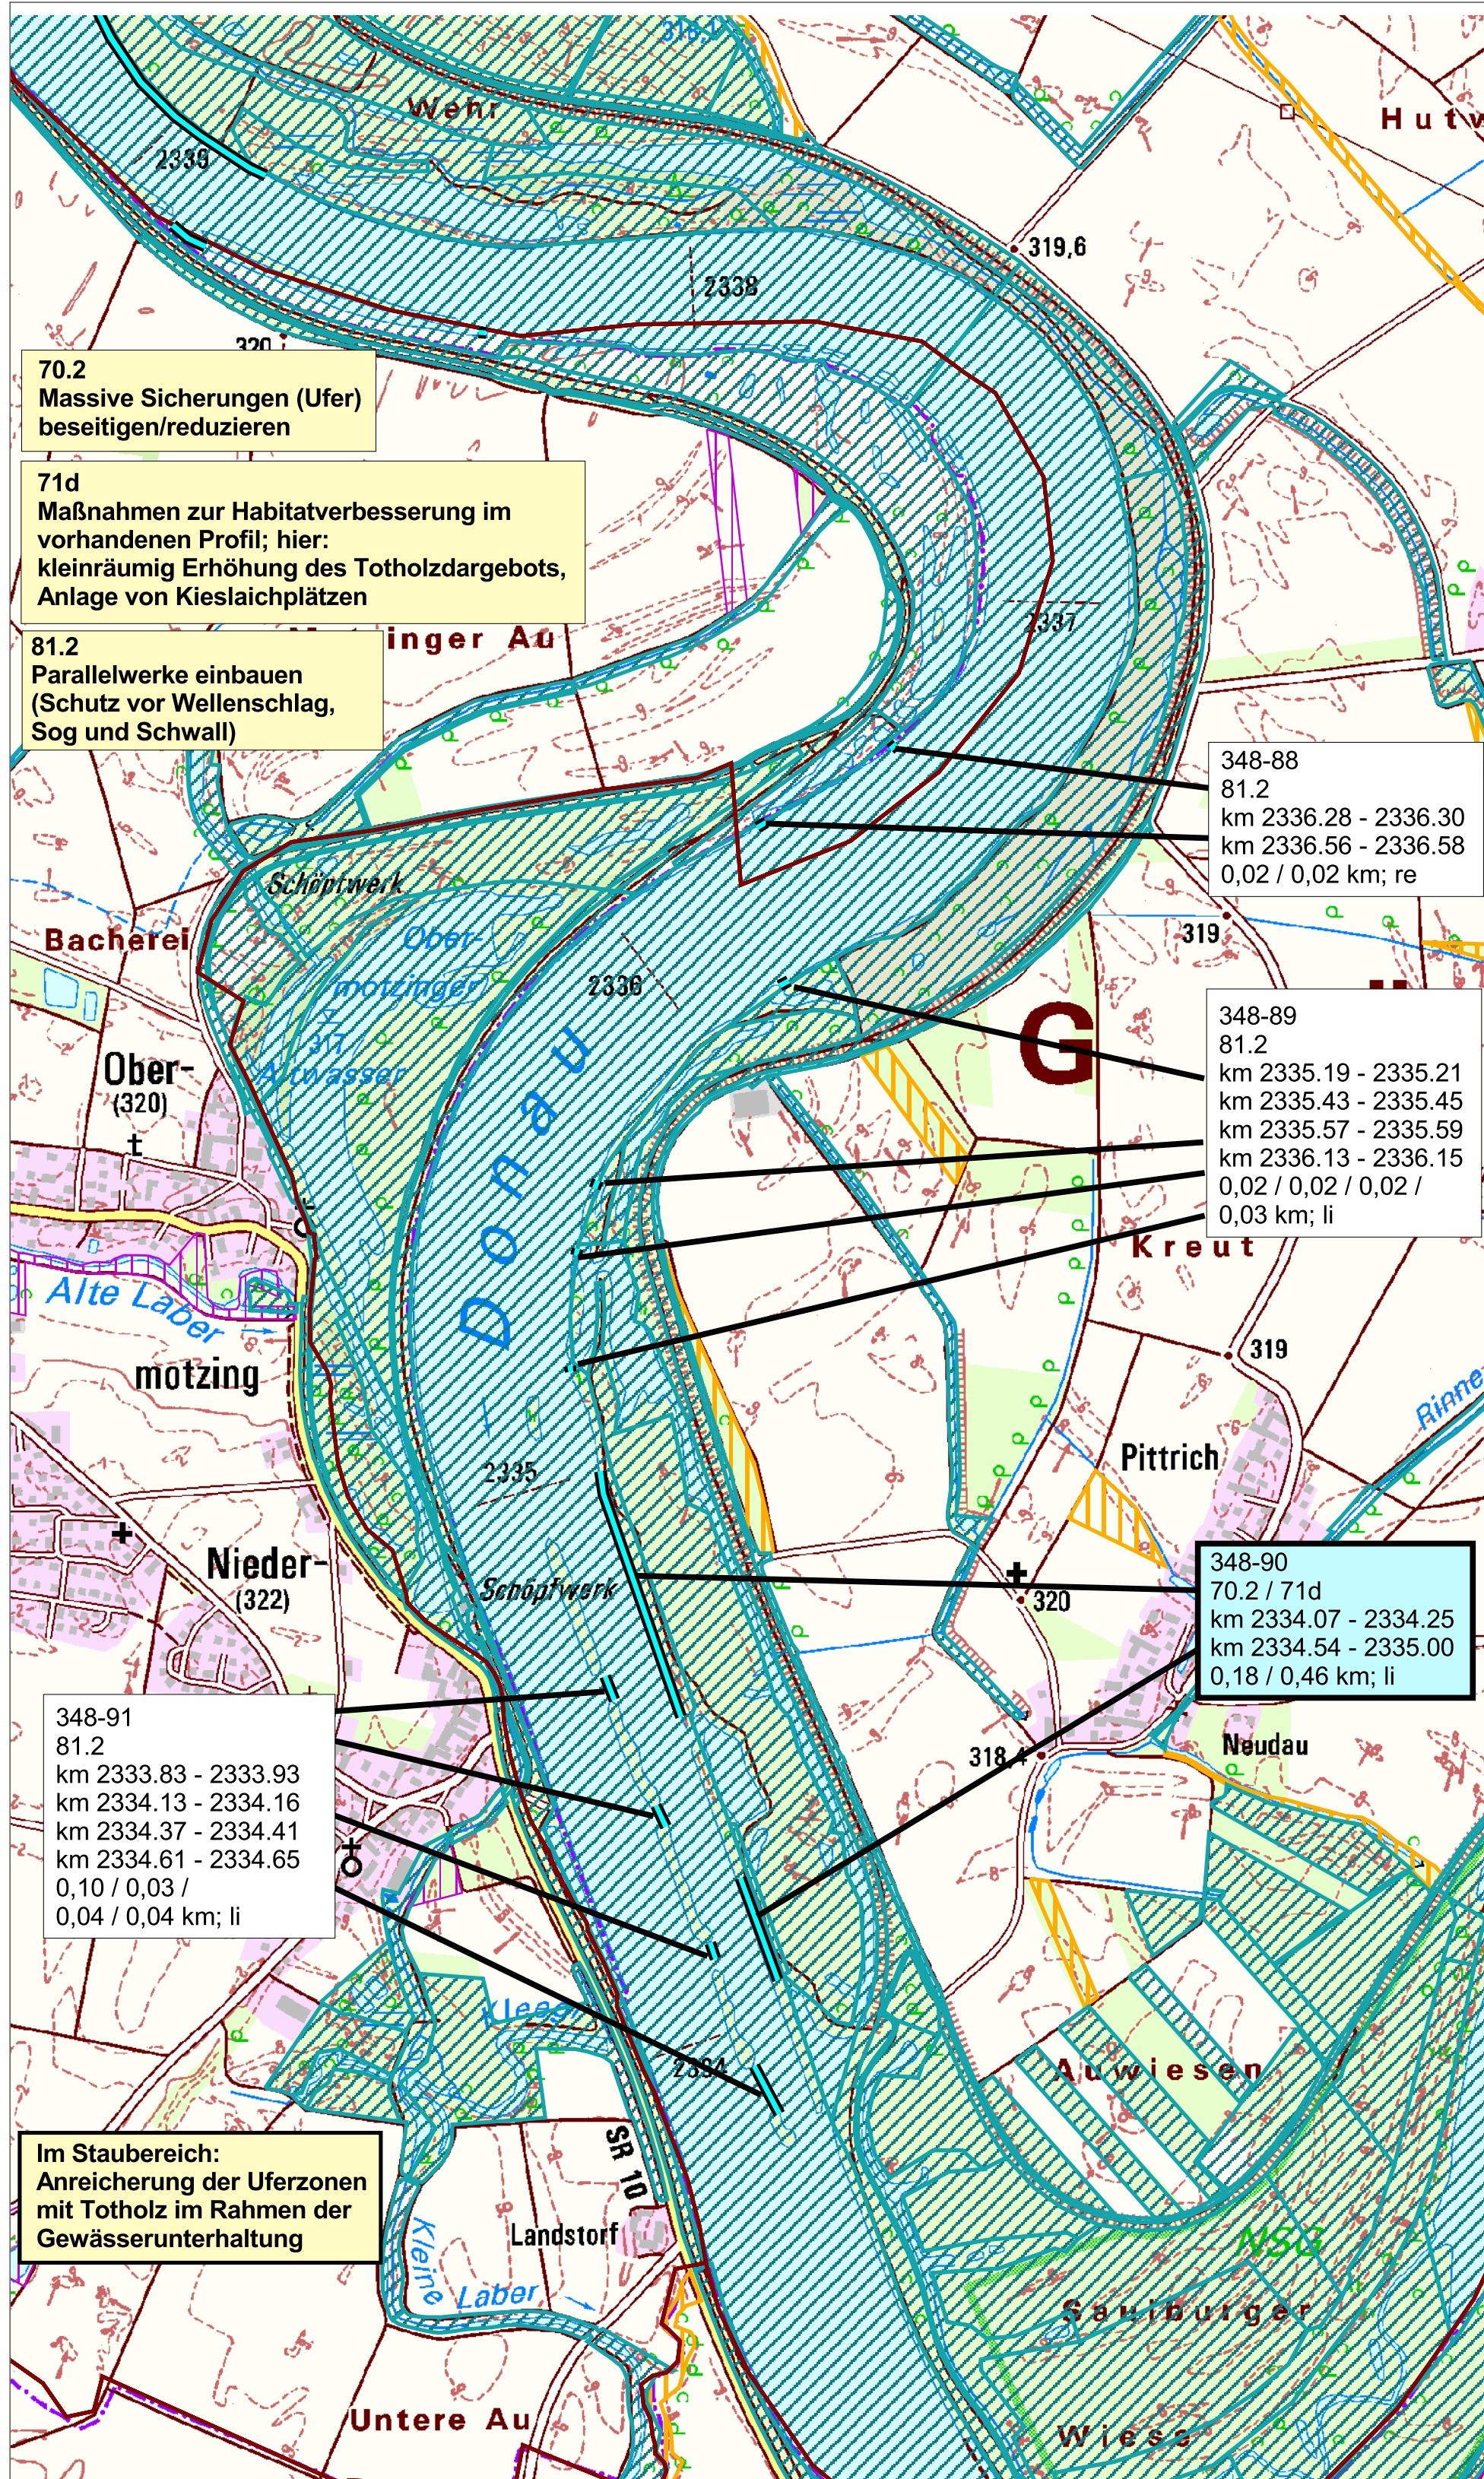 318,1
Wehr
2339
319,6
2338
320
70.2
Massive Sicherungen (Ufer)
beseitigen/reduzieren
71d
Maßnahmen zur Habitatverbesserung im
vorhandenen Profil; hier:
kleinräumig Erhöhung des Totholzdargebots,
Anlage von Kieslaichplätzen
2337
inger Au
81.2
Parallelwerke einbauen
(Schutz vor Wellenschlag,
Sog und Schwall)
348-88
81.2
km 2336.28 - 2336.30
km 2336.56 - 2336.58
0,02 / 0,02 km; re
Schöpfwerk
Bacherei
Ober-
motzinger
Altwasser
317
2336
319
G
Ober-
(320)
motzing
348-89
81.2
km 2335.19 - 2335.21
km 2335.43 - 2335.45
km 2335.57 - 2335.59
km 2336.13 - 2336.15
0,02 / 0,02 / 0,02 /
0,03 km; li
Donau
Kreut
Alte Laber
319
Rinne
Pittrich
2335
Nieder-
(322)
Schöpfwerk
320
348-90
70.2 / 71d
km 2334.07 - 2334.25
km 2334.54 - 2335.00
0,18 / 0,46 km; li
348-91
81.2
km 2333.83 - 2333.93
km 2334.13 - 2334.16
km 2334.37 - 2334.41
km 2334.61 - 2334.65
0,10 / 0,03 /
0,04 / 0,04 km; li
318,4
Neudau
2334
Auwiesen
SR 10
Im Staubereich:
Anreicherung der Uferzonen
mit Totholz im Rahmen der
Gewässerunterhaltung
Landstorf
Kleine Laber
NSG
Sauiburger
Wiese
Untere Au